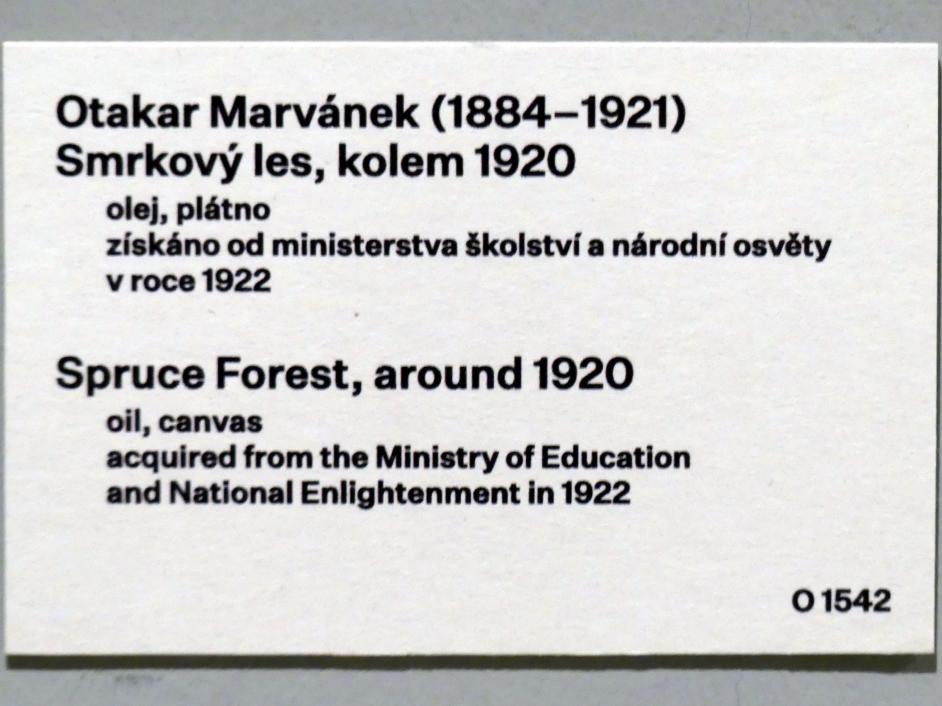 Otakar Marvánek (1884–1921)
Smrkový les, kolem 1920
olej, plátno
získáno od ministerstva školství a národní osvěty
v roce 1922
Spruce Forest, around 1920
oil, canvas
acquired from the Ministry of Education
and National Enlightenment in 1922
O 1542